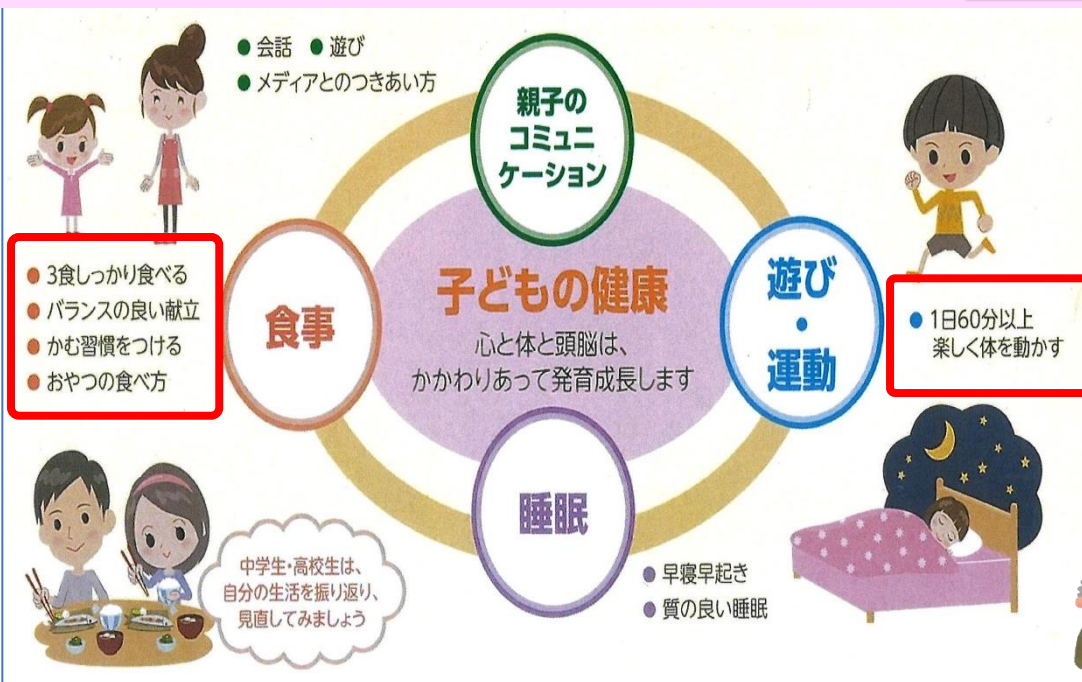 ● 会話 ● 遊び
● メディアとのつきあい方
親子の
コミュニ
ケーション
● 3食しっかり食べる
● バランスの良い献立
● かむ習慣をつける
● おやつの食べ方
食事
子どもの健康
心と体と頭脳は、
かかわりあって発育成長します
遊び
・
運動
● 1日60分以上
楽しく体を動かす
睡眠
● 早寝早起き
● 質の良い睡眠
中学生・高校生は、
自分の生活を振り返り、
見直してみましょう